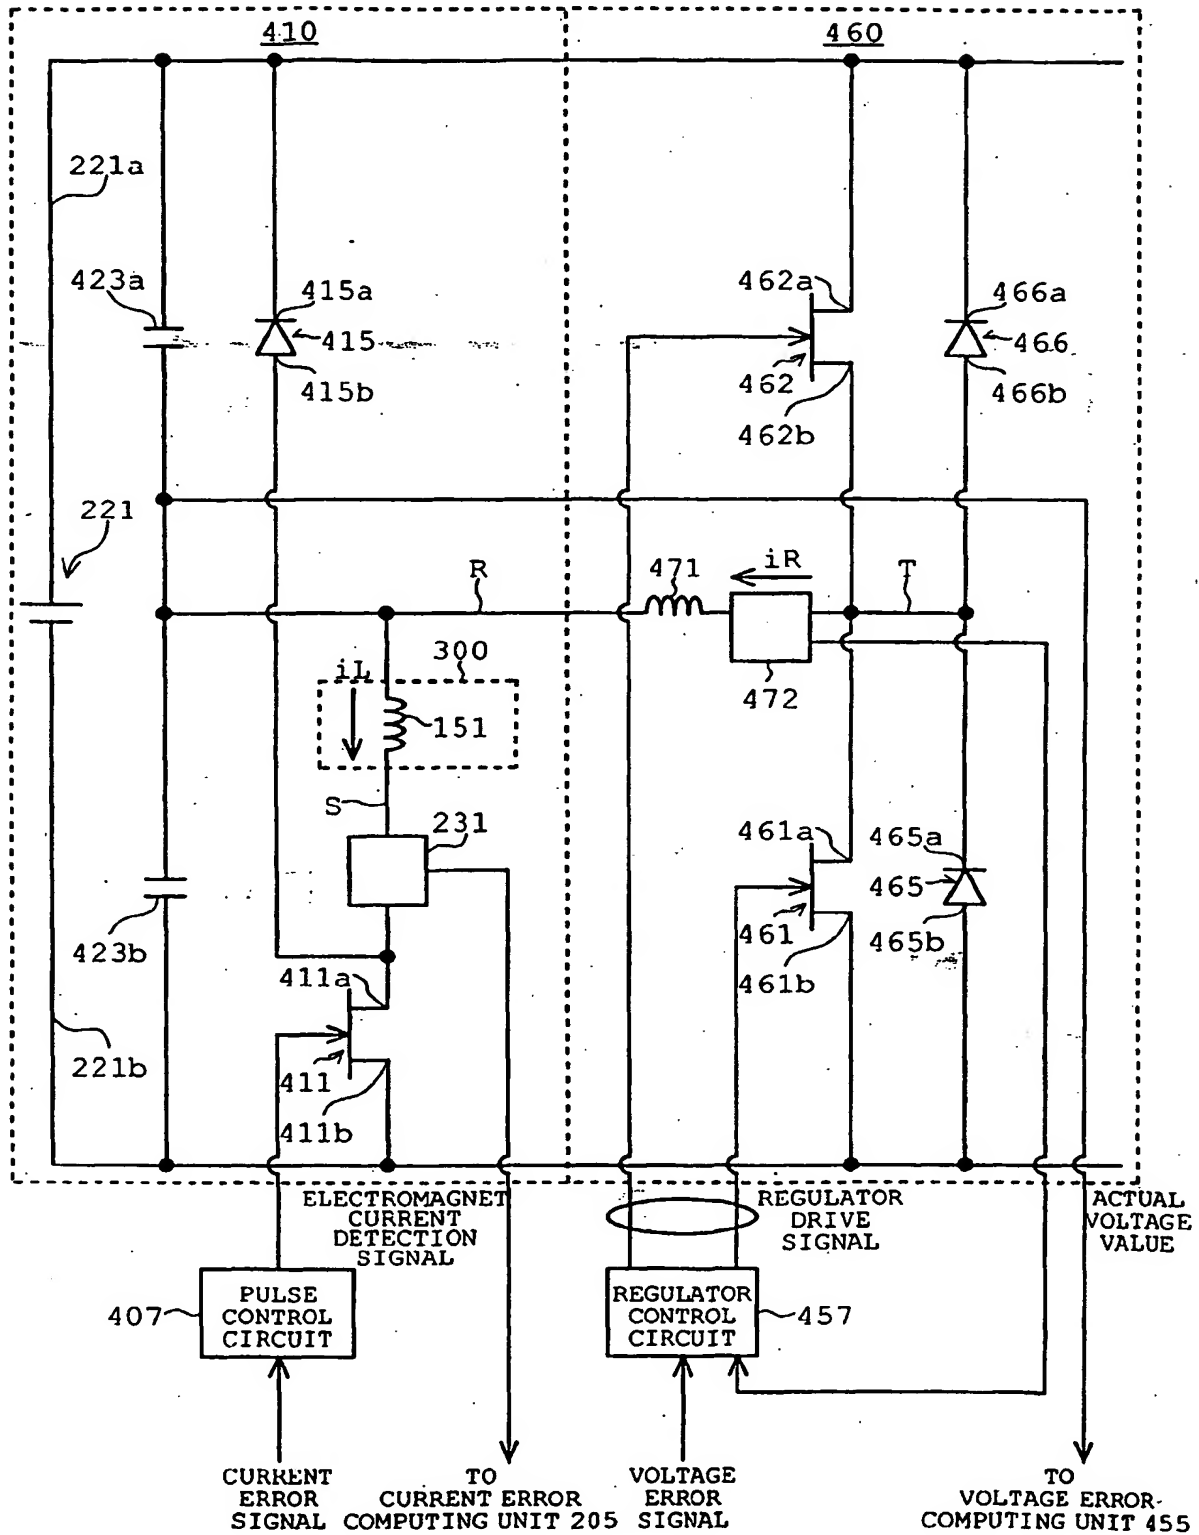 410
460
221a
423a
415a
415
415b
462a
462
462b
466a
466
466b
221
R
471
iR
T
300
iL
151
472
S
231
461a
461
461b
465a
465
465b
423b
411a
411
411b
221b
ELECTROMAGNET
CURRENT
DETECTION
SIGNAL
REGULATOR
DRIVE
SIGNAL
ACTUAL
VOLTAGE
VALUE
407
PULSE
CONTROL
CIRCUIT
REGULATOR
CONTROL
CIRCUIT
457
CURRENT
ERROR
SIGNAL
TO
CURRENT ERROR
COMPUTING UNIT 205
VOLTAGE
ERROR
SIGNAL
TO
VOLTAGE ERROR
COMPUTING UNIT 455